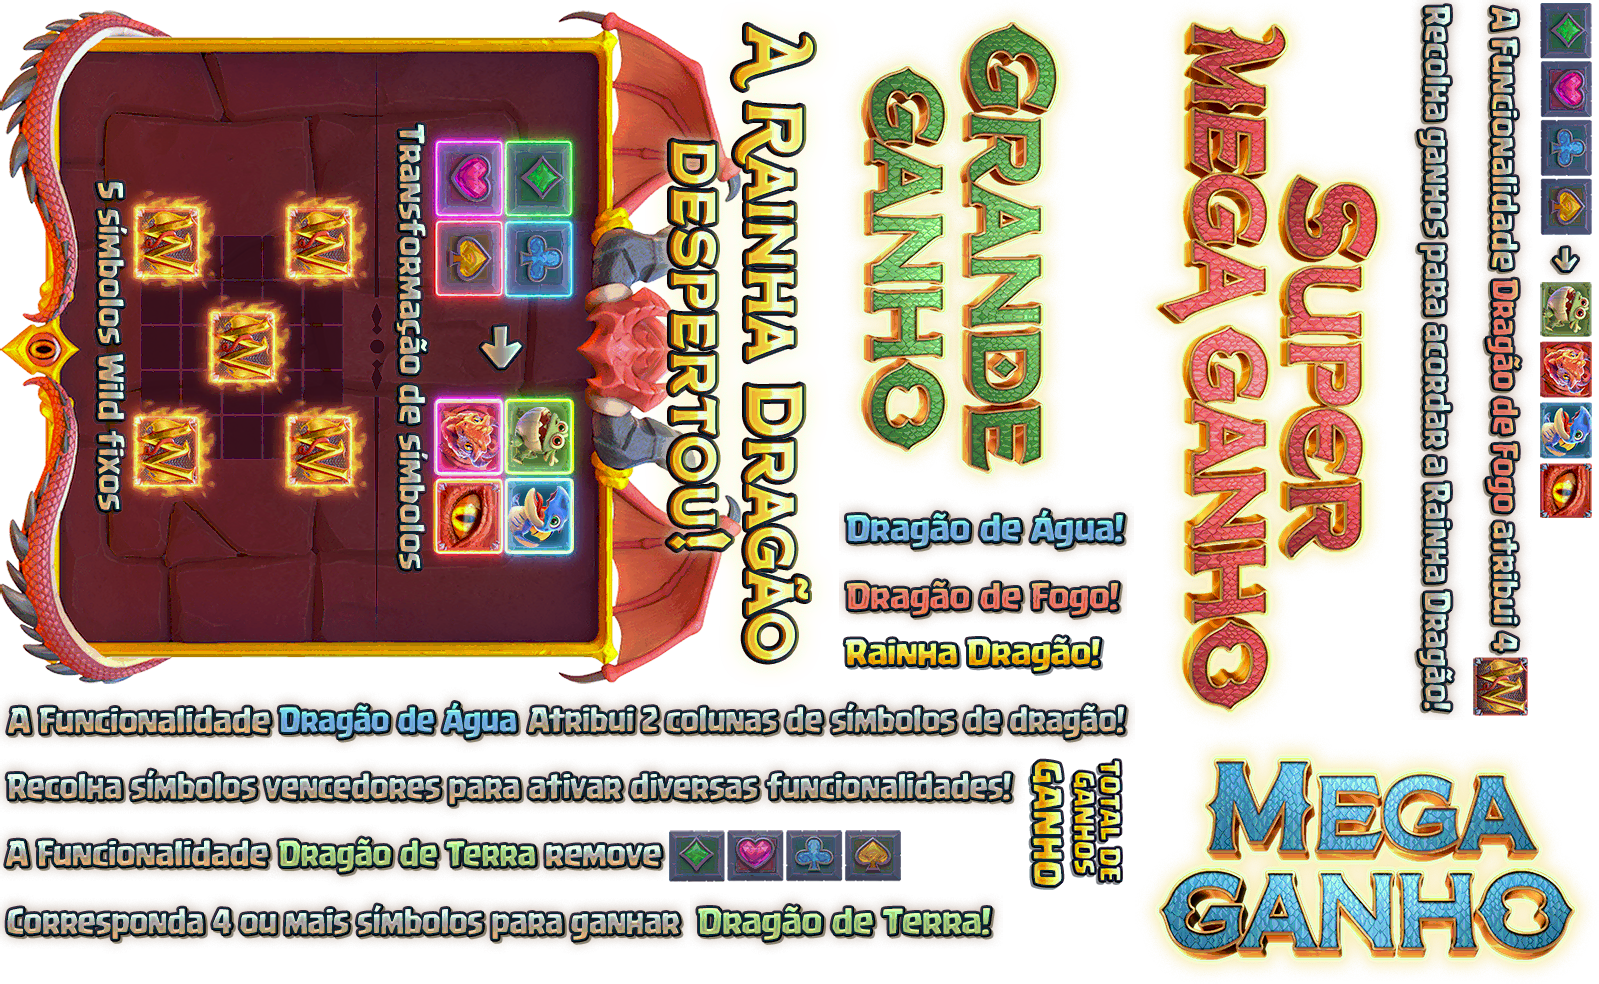 A Rainha Dragão
Despertou!
Transformação de símbolos
5 símbolos Wild fixos
Grande
Ganho
Super
Mega Ganho
A Funcionalidade Dragão de Fogo atribui 4
Recolha ganhos para acordar a Rainha Dragão!
Dragão de Água!
Dragão de Fogo!
Rainha Dragão!
A Funcionalidade Dragão de Água Atribui 2 colunas de símbolos de dragão!
Recolha símbolos vencedores para ativar diversas funcionalidades!
A Funcionalidade Dragão de Terra remove
Corresponda 4 ou mais símbolos para ganhar
Dragão de Terra!
TOTAL DE
GANHOS
GANHO
Mega
Ganho